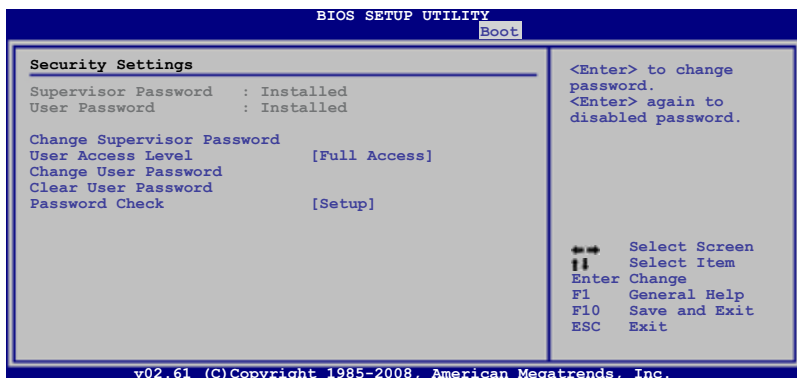 BIOS SETUP UTILITY
Boot
Security Settings
Supervisor Password : Installed
User Password : Installed
Change Supervisor Password
User Access Level [Full Access]
Change User Password
Clear User Password
Password Check [Setup]
<Enter> to change
password.
<Enter> again to
disabled password.
←→ Select Screen
↑↓ Select Item
Enter Change
F1 General Help
F10 Save and Exit
ESC Exit
v02.61 (C)Copyright 1985-2008, American Megatrends, Inc.